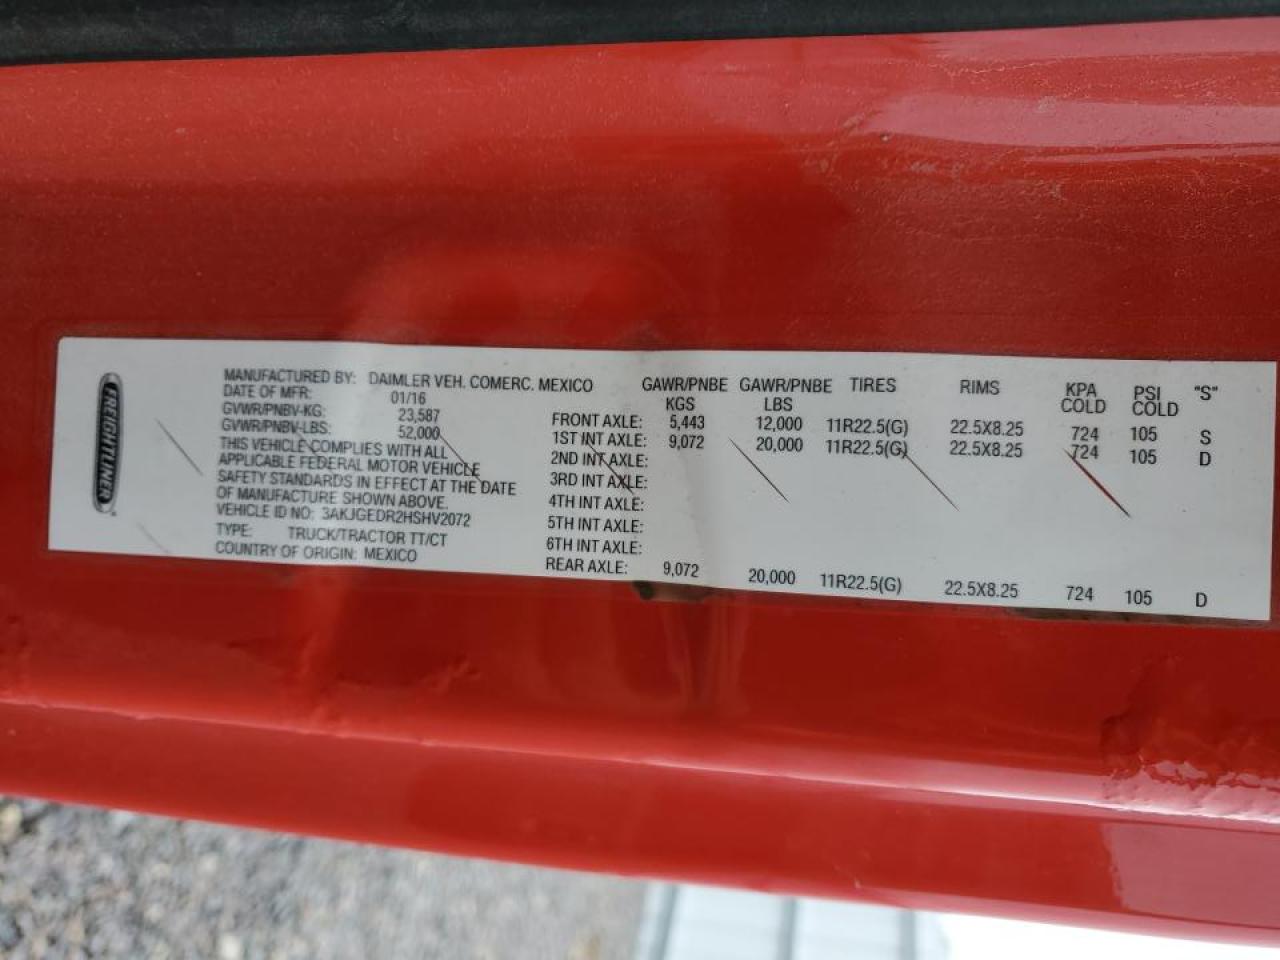 FREIGHTLINER
MANUFACTURED BY: DAIMLER VEH. COMERC. MEXICO
DATE OF MFR: 01/16
GVWR/PNBV-KG: 23,587
GVWR/PNBV-LBS: 52,000
THIS VEHICLE COMPLIES WITH ALL
APPLICABLE FEDERAL MOTOR VEHICLE
SAFETY STANDARDS IN EFFECT AT THE DATE
OF MANUFACTURE SHOWN ABOVE.
VEHICLE ID NO: 3AKJGEDR2HSHV2072
TYPE: TRUCK/TRACTOR TT/CT
COUNTRY OF ORIGIN: MEXICO
GAWR/PNBE KGS GAWR/PNBE LBS TIRES RIMS KPA COLD PSI COLD "S"
FRONT AXLE: 5,443 12,000 11R22.5(G) 22.5X8.25 724 105 S
1ST INT AXLE: 9,072 20,000 11R22.5(G) 22.5X8.25 724 105 D
2ND INT AXLE:
3RD INT AXLE:
4TH INT AXLE:
5TH INT AXLE:
6TH INT AXLE:
REAR AXLE: 9,072 20,000 11R22.5(G) 22.5X8.25 724 105 D